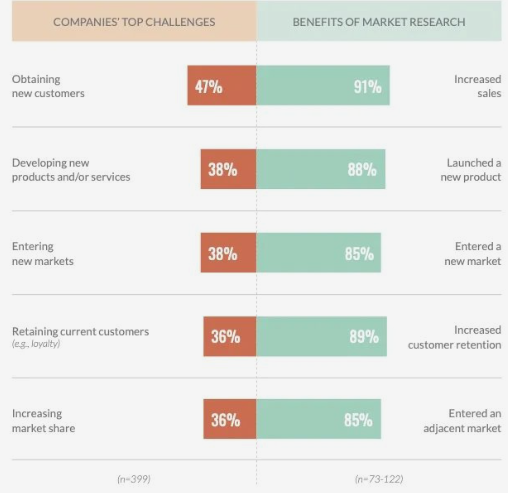 COMPANIES' TOP CHALLENGES
BENEFITS OF MARKET RESEARCH
Obtaining
new customers
47%
91%
Increased
sales
Developing new
products and/or services
38%
88%
Launched a
new product
Entering
new markets
38%
85%
Entered a
new market
Retaining current customers
(e.g., loyalty)
36%
89%
Increased
customer retention
Increasing
market share
36%
85%
Entered an
adjacent market
(n=399)
(n=73-122)